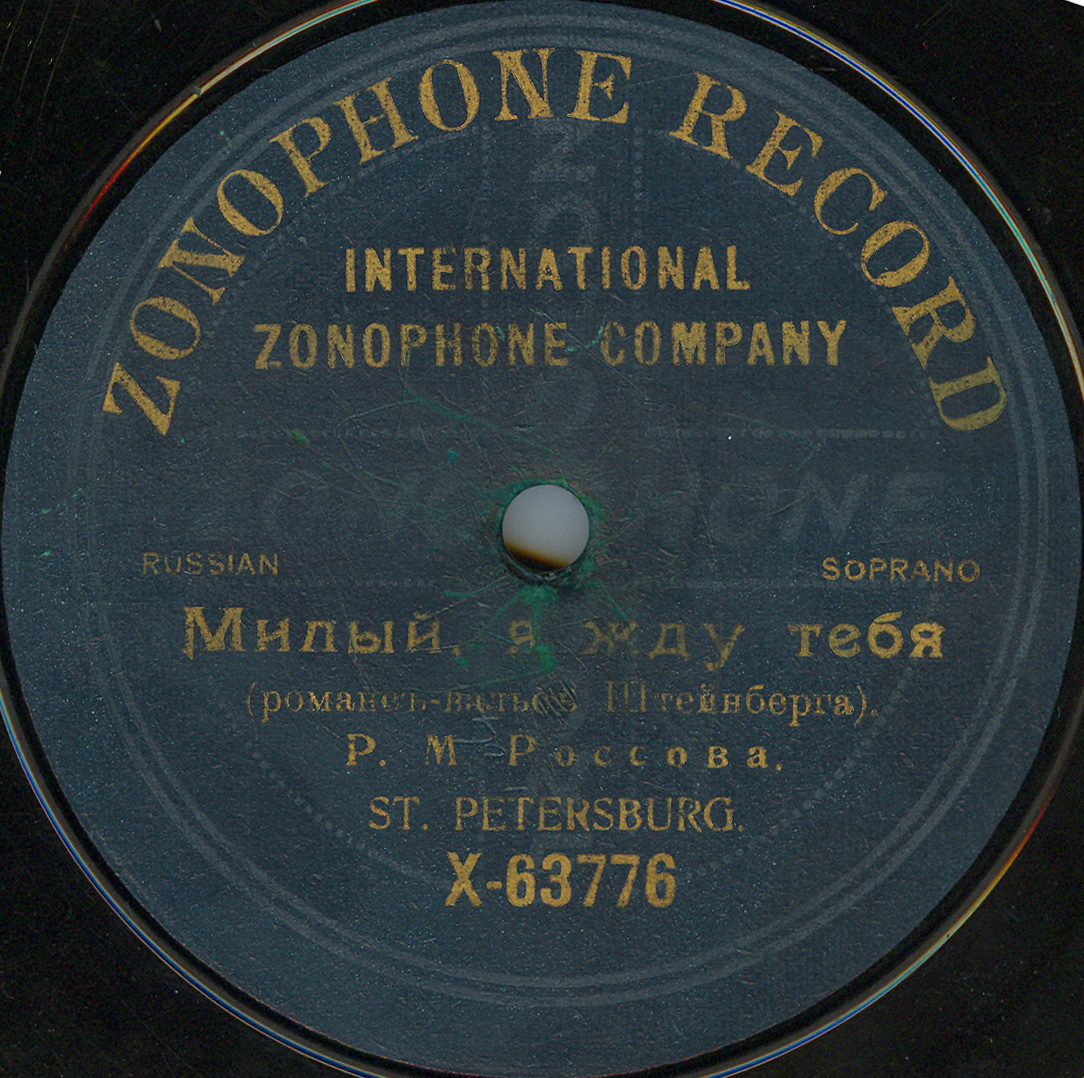 ZONOPHONE RECORD
INTERNATIONAL
ZONOPHONE COMPANY
RUSSIAN SOPRANO
Милый, я жду тебя
(романсъ-вальсъ Штейнберга).
Р. М. Россова.
ST. PETERSBURG.
X-63776